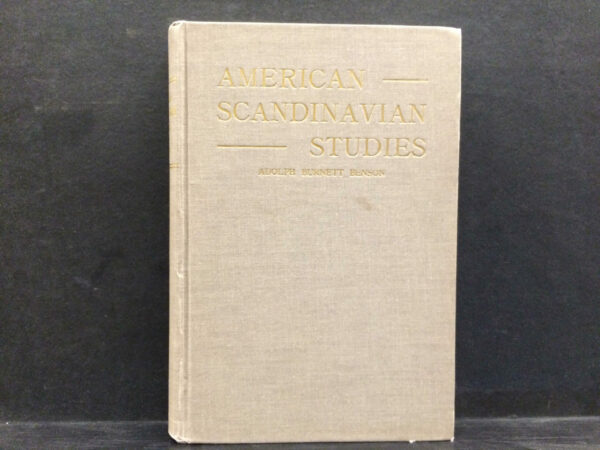 AMERICAN
SCANDINAVIAN
STUDIES
ADOLPH BURNETT BENSON